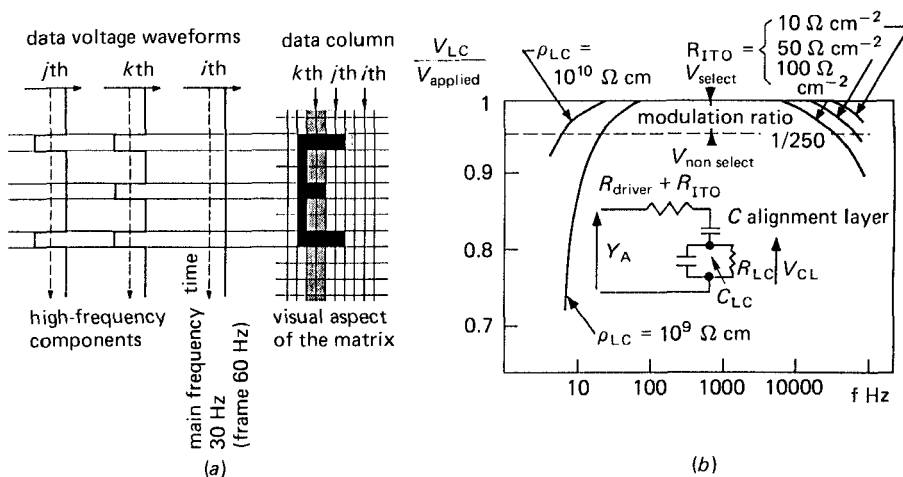 data voltage waveforms
jth kth ith
data column
kth jth ith
time
high-frequency
components
main frequency
30 Hz
(frame 60 Hz)
visual aspect
of the matrix
(a)
V_LC
V_applied
ρ_LC =
10^10 Ω cm
R_ITO = { 10 Ω cm^-2
50 Ω cm^-2
100 Ω
cm^-2
V_select
modulation ratio
1/250
V_non select
R_driver + R_ITO
C alignment layer
Y_A
R_LC
V_CL
C_LC
ρ_LC = 10^9 Ω cm
1
0.9
0.8
0.7
10 100 1000 10000
f Hz
(b)